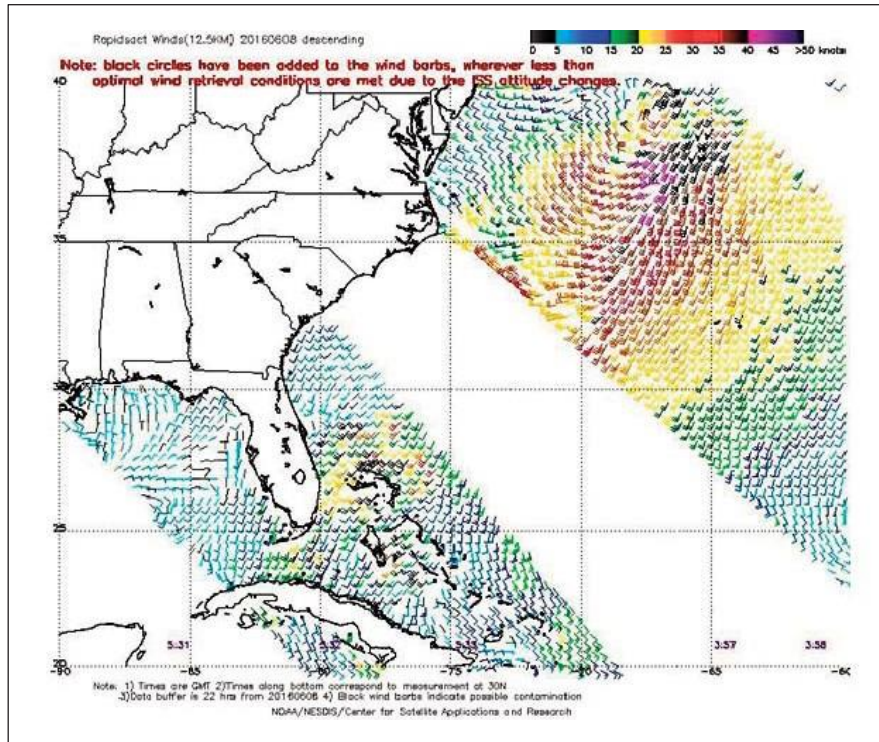 Rapidsact Winds(12.5KM) 20160608 descending
0 5 10 15 20 25 30 35 40 45 >50 knots
Note: black circles have been added to the wind barbs, wherever less than
optimal wind retrieval conditions are met due to the ISS attitude changes.
40
35
30
25
20
5:31 3:57 3:58
-90 -85 -80 -75 -70 -65 -60
Note: 1) Times are GMT 2)Times along bottom correspond to measurement at 30N
3)Data buffer is 22 hrs from 20160608 4) Black wind barbs indicate possible contamination
NOAA/NESDIS/Center for Satellite Applications and Research